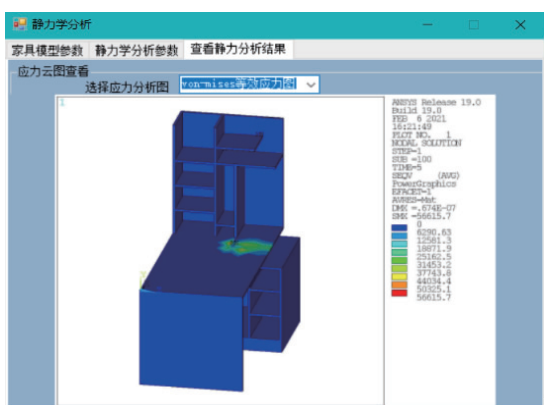 静力学分析
家具模型参数 静力学分析参数 查看静力分析结果
应力云图查看
选择应力分析图 von-mises等效应力图
1
ANSYS Release 19.0
Build 19.0
FEB 6 2021
16:21:49
PLOT NO. 1
NODAL SOLUTION
STEP=1
SUB =100
TIME=5
SEQV (AVG)
PowerGraphics
EFACET=1
AVRES=Mat
DMX =.674E-07
SMX =56615.7
0
6290.63
12581.3
18871.9
25162.5
31453.2
37743.8
44034.4
50325.1
56615.7